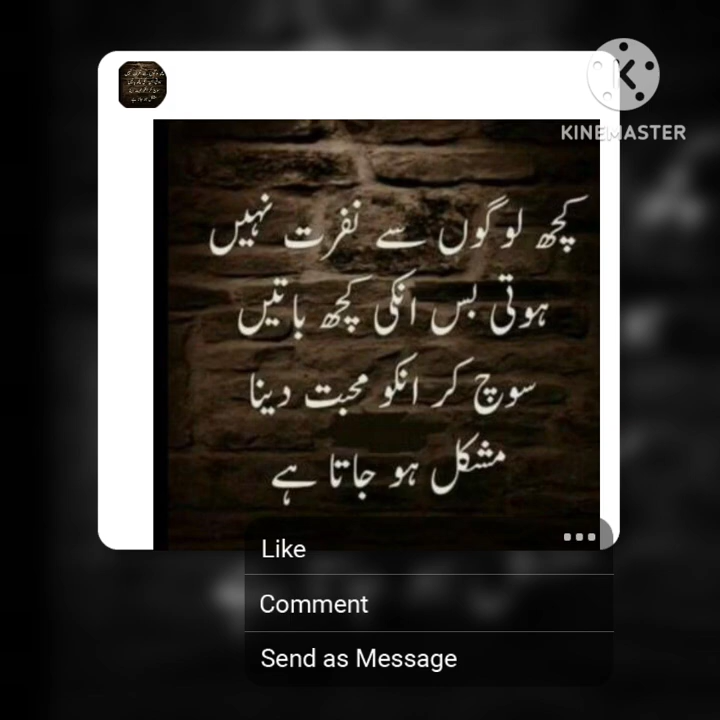 KINEMASTER
کچھ لوگوں سے نفرت نہیں
ہوتی بس انکی کچھ باتیں
سوچ کر انکو محبت دینا
مشکل ہو جاتا ہے
Like
Comment
Send as Message